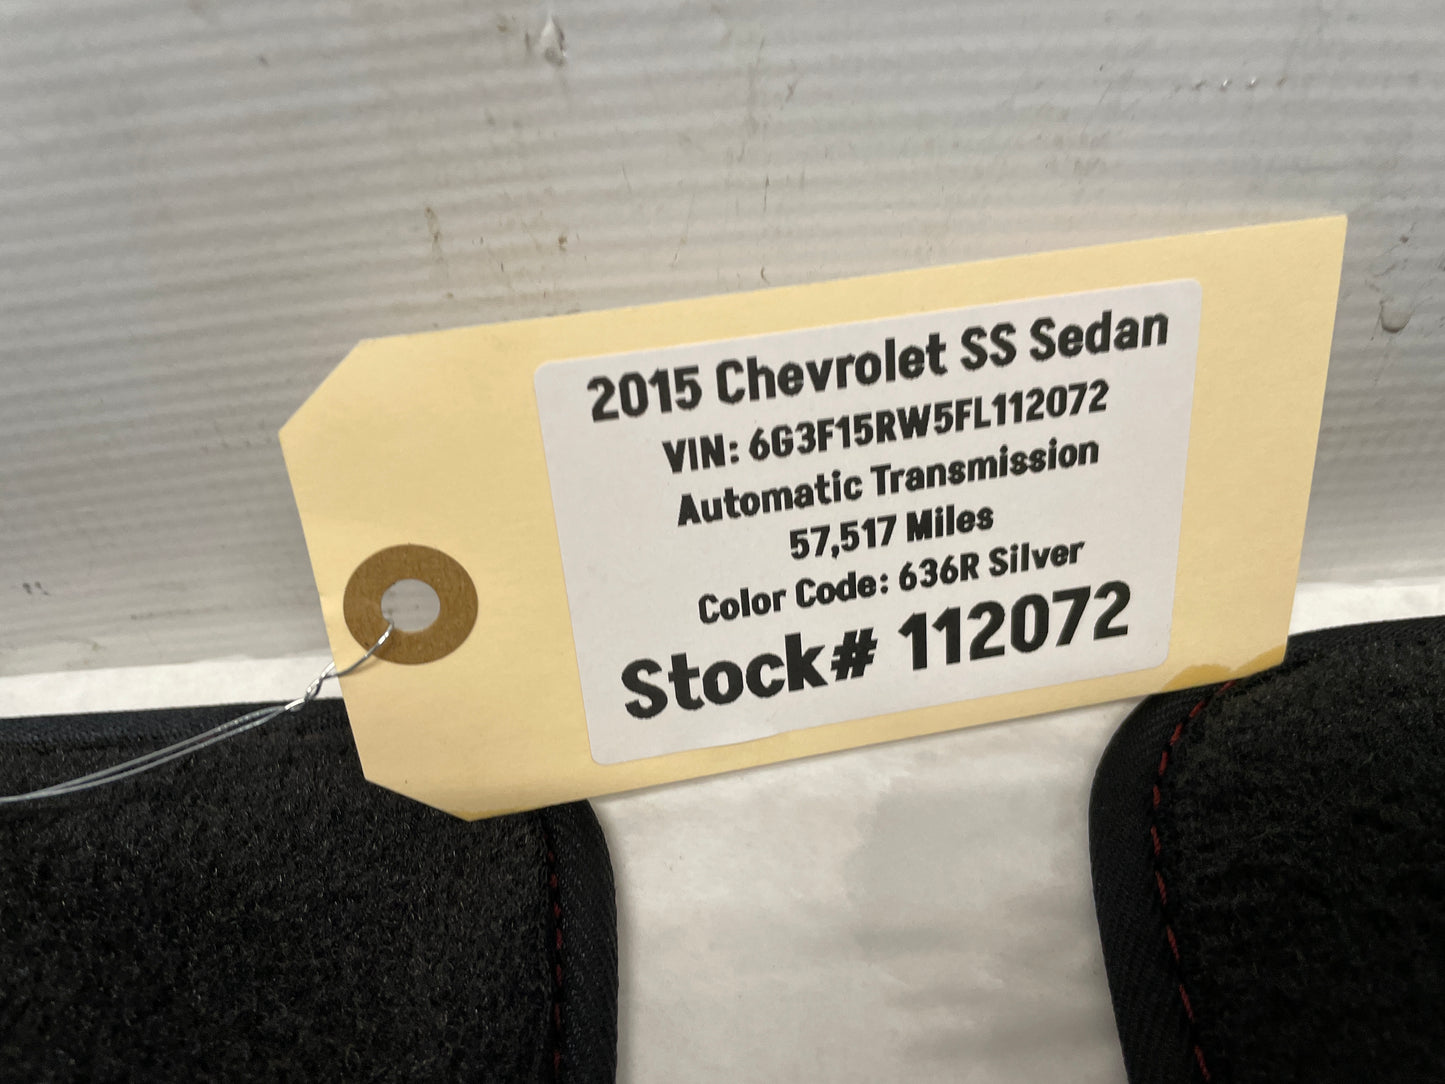 2015 Chevrolet SS Sedan
VIN: 6G3F15RW5FL112072
Automatic Transmission
57,517 Miles
Color Code: 636R Silver
Stock# 112072